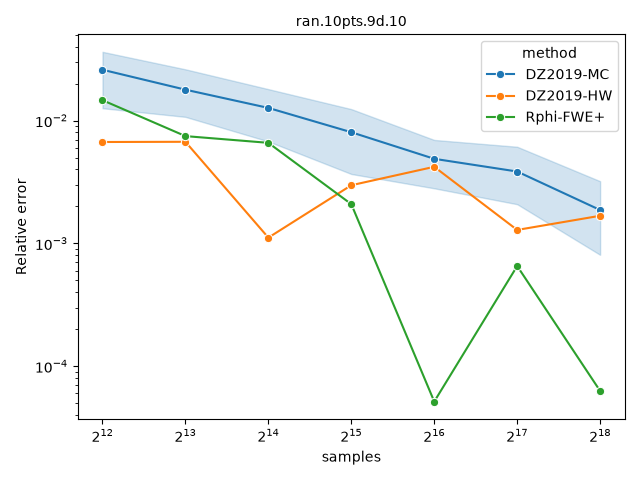 ran.10pts.9d.10
method
DZ2019-MC
DZ2019-HW
Rphi-FWE+
Relative error
10⁻²
10⁻³
10⁻⁴
2¹² 2¹³ 2¹⁴ 2¹⁵ 2¹⁶ 2¹⁷ 2¹⁸
samples